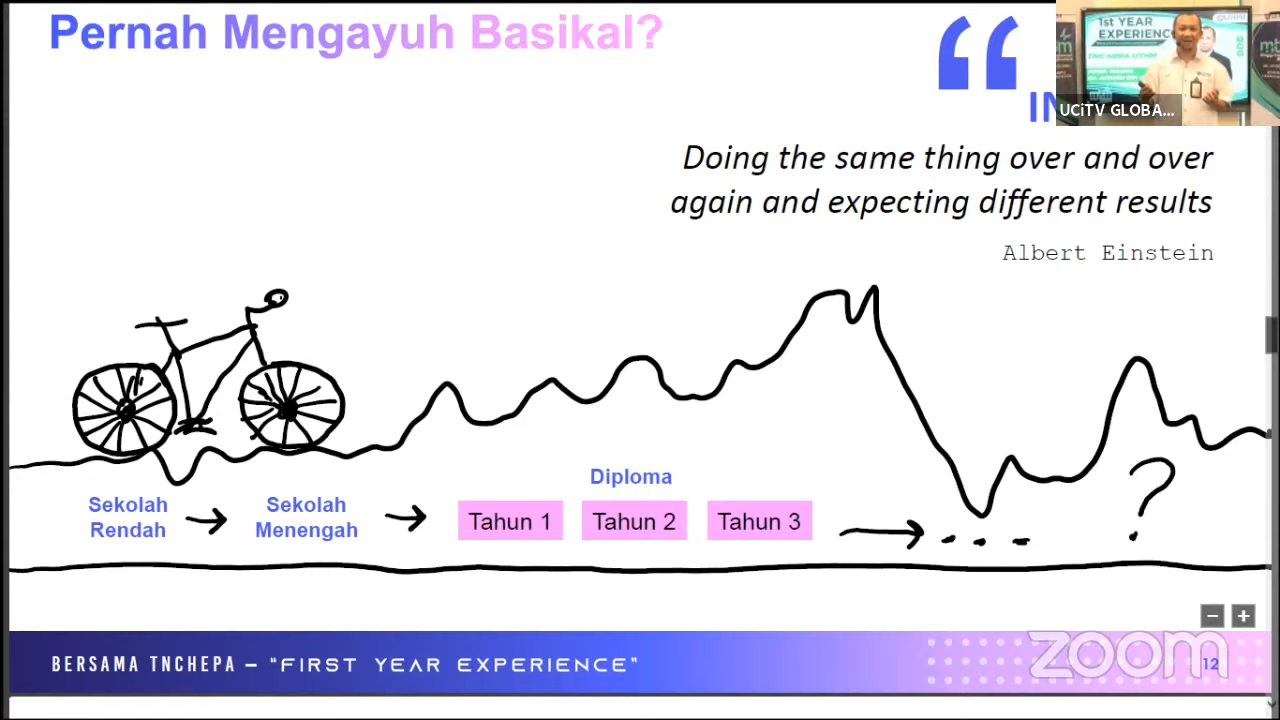 Pernah Mengayuh Basikal?
“
IN
Doing the same thing over and over
again and expecting different results
Albert Einstein
1st YEAR
EXPERIENCE
UCiTV GLOBA...
Diploma
Sekolah
Rendah
Sekolah
Menengah
Tahun 1
Tahun 2
Tahun 3
?
BERSAMA TNCHEPA – “FIRST YEAR EXPERIENCE”
zoom
12